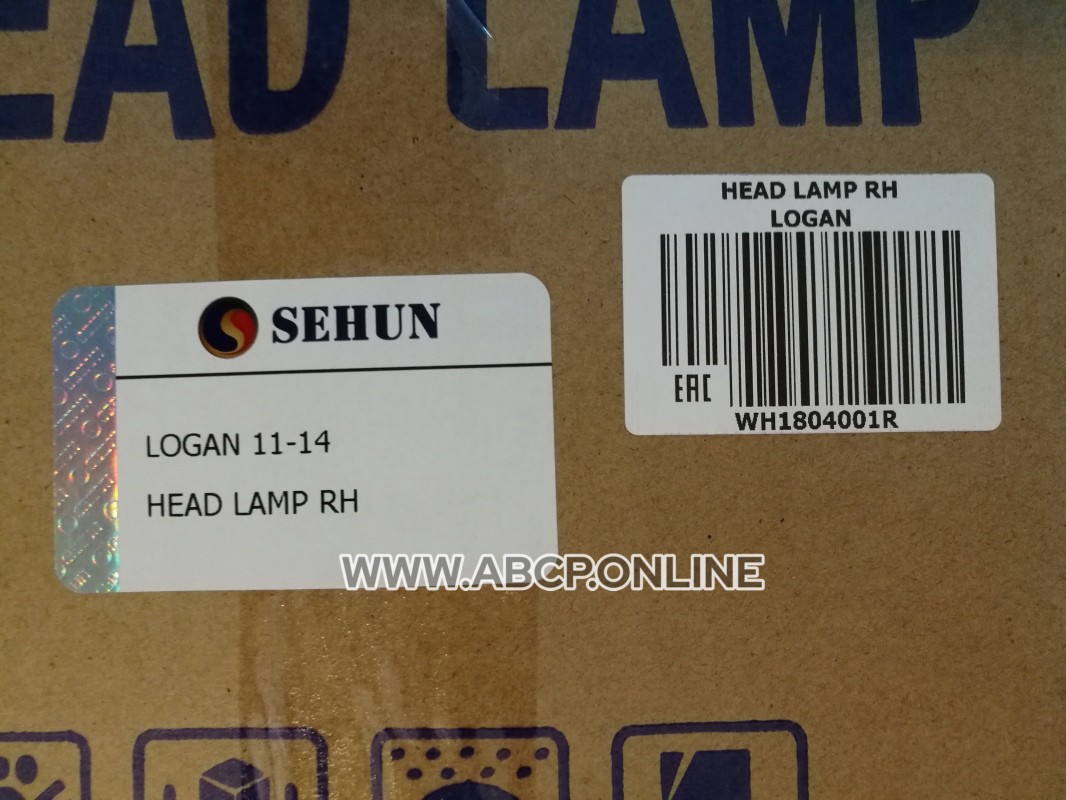 EAD LAMP
HEAD LAMP RH
LOGAN
EAC
WH1804001R
SEHUN
LOGAN 11-14
HEAD LAMP RH
WWW.ABCP.ONLINE